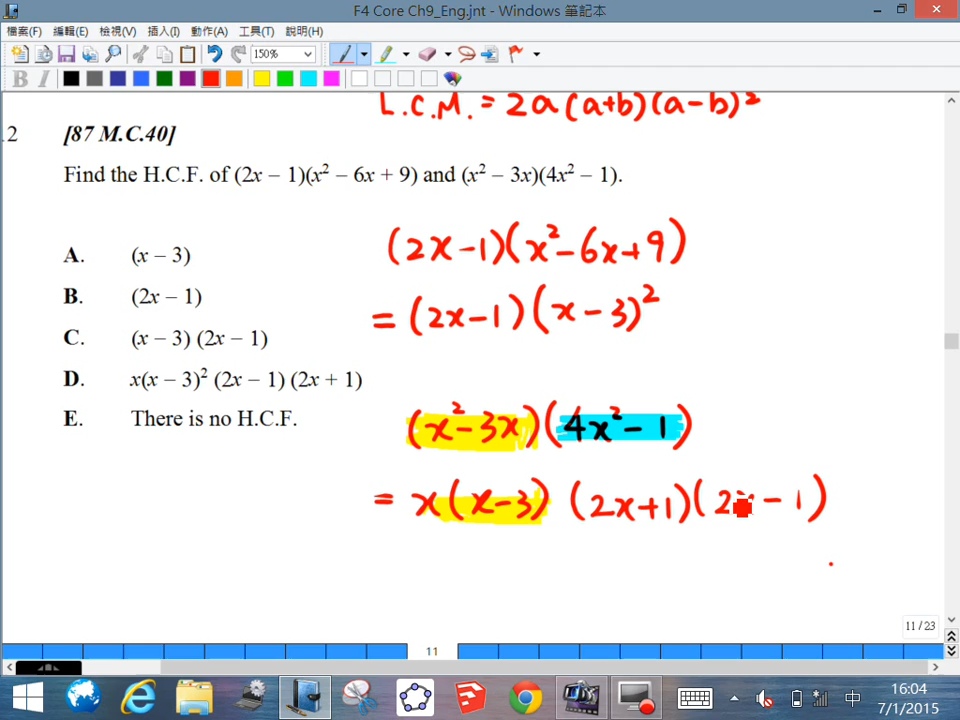 F4 Core Ch9_Eng.jnt - Windows 筆記本
檔案(F) 編輯(E) 檢視(V) 插入(I) 動作(A) 工具(T) 說明(H)
150%
B I
L.C.M. = 2a(a+b)(a-b)²
.2 [87 M.C.40]
Find the H.C.F. of (2x − 1)(x² − 6x + 9) and (x² − 3x)(4x² − 1).
(2x-1)(x²-6x+9)
A. (x − 3)
B. (2x − 1)
= (2x-1)(x-3)²
C. (x − 3) (2x − 1)
D. x(x − 3)² (2x − 1) (2x + 1)
E. There is no H.C.F.
(x²-3x)(4x²-1)
= x(x-3) (2x+1)(2x-1)
11 / 23
11
中
16:04
7/1/2015